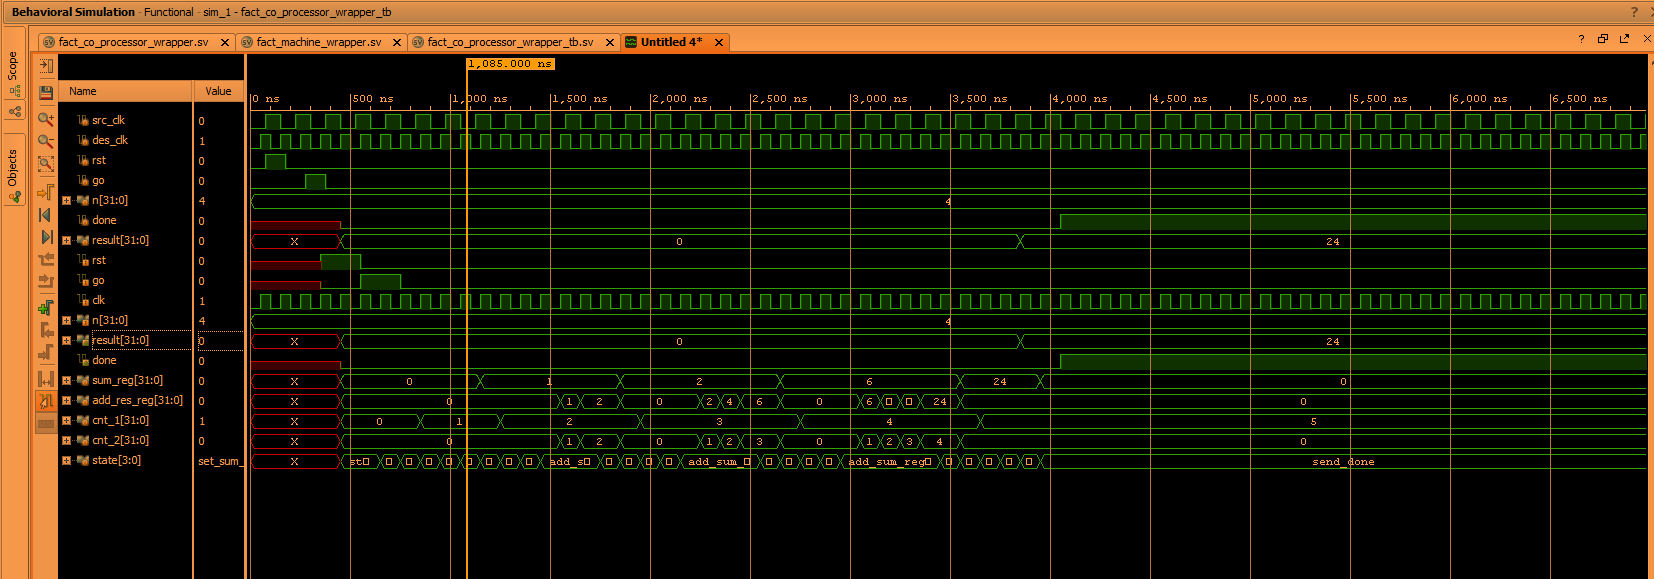 Behavioral Simulation - Functional - sim_1 - fact_co_processor_wrapper_tb
fact_co_processor_wrapper.sv
fact_machine_wrapper.sv
fact_co_processor_wrapper_tb.sv
Untitled 4*
Scope
Objects
1,085.000 ns
Name Value
0 ns 500 ns 1,000 ns 1,500 ns 2,000 ns 2,500 ns 3,000 ns 3,500 ns 4,000 ns 4,500 ns 5,000 ns 5,500 ns 6,000 ns 6,500 ns
src_clk 0
des_clk 1
rst 0
go 0
n[31:0] 4 4
done 0
result[31:0] 0 X 0 24
rst 0
go 0
clk 1
n[31:0] 4 4
result[31:0] 0 X 0 24
done 0
sum_reg[31:0] 0 X 0 1 2 6 24 0
add_res_reg[31:0] 0 X 0 1 2 0 2 4 6 0 6 24 0
cnt_1[31:0] 1 X 0 1 2 3 4 5
cnt_2[31:0] 0 X 0 1 2 0 1 2 3 0 1 2 3 4 0
state[3:0] set_sum_ X st add_s add_sum_ add_sum_reg send_done